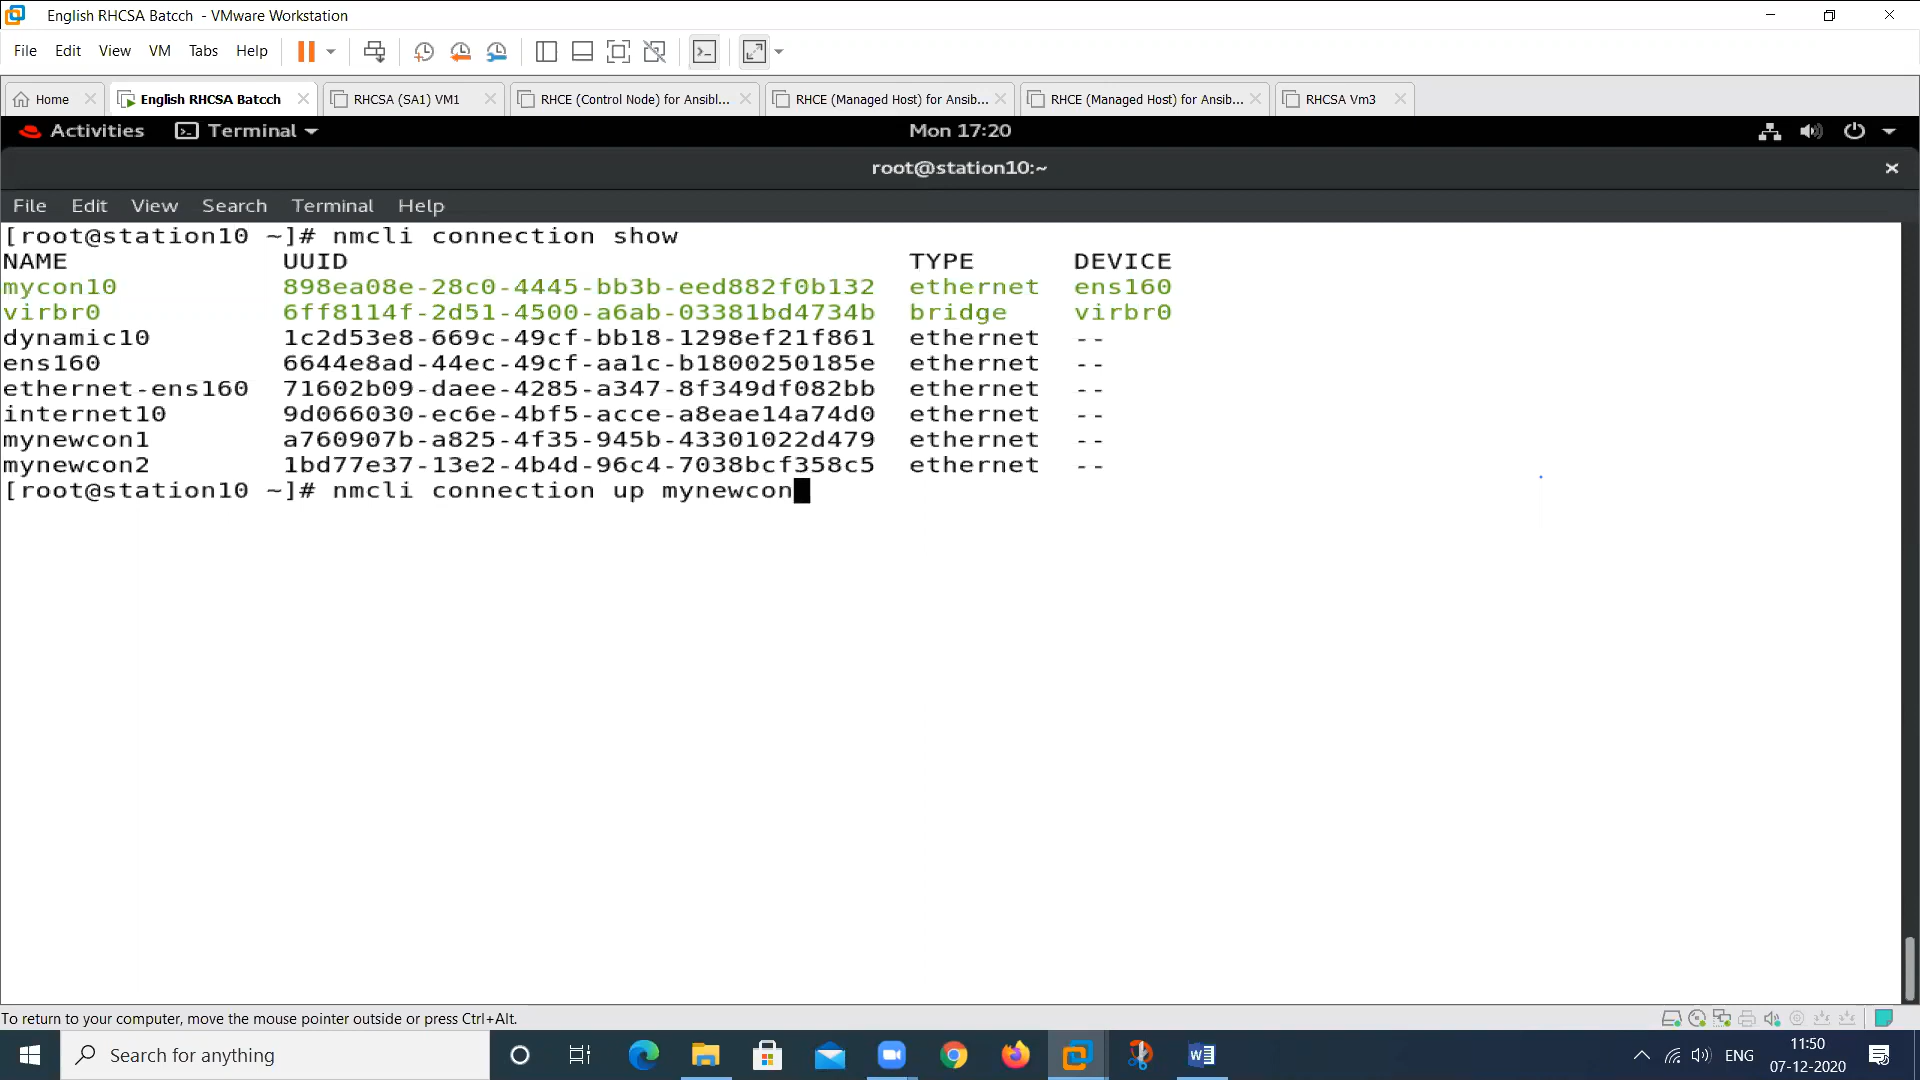 English RHCSA Batcch - VMware Workstation
File Edit View VM Tabs Help
Home English RHCSA Batcch RHCSA (SA1) VM1 RHCE (Control Node) for Ansibl... RHCE (Managed Host) for Ansib... RHCE (Managed Host) for Ansib... RHCSA Vm3
Activities Terminal Mon 17:20
root@station10:~
File Edit View Search Terminal Help
[root@station10 ~]# nmcli connection show
NAME UUID TYPE DEVICE
mycon10 898ea08e-28c0-4445-bb3b-eed882f0b132 ethernet ens160
virbr0 6ff8114f-2d51-4500-a6ab-03381bd4734b bridge virbr0
dynamic10 1c2d53e8-669c-49cf-bb18-1298ef21f861 ethernet --
ens160 6644e8ad-44ec-49cf-aa1c-b1800250185e ethernet --
ethernet-ens160 71602b09-daee-4285-a347-8f349df082bb ethernet --
internet10 9d066030-ec6e-4bf5-acce-a8eae14a74d0 ethernet --
mynewcon1 a760907b-a825-4f35-945b-43301022d479 ethernet --
mynewcon2 1bd77e37-13e2-4b4d-96c4-7038bcf358c5 ethernet --
[root@station10 ~]# nmcli connection up mynewcon
To return to your computer, move the mouse pointer outside or press Ctrl+Alt.
Search for anything ENG 11:50
07-12-2020